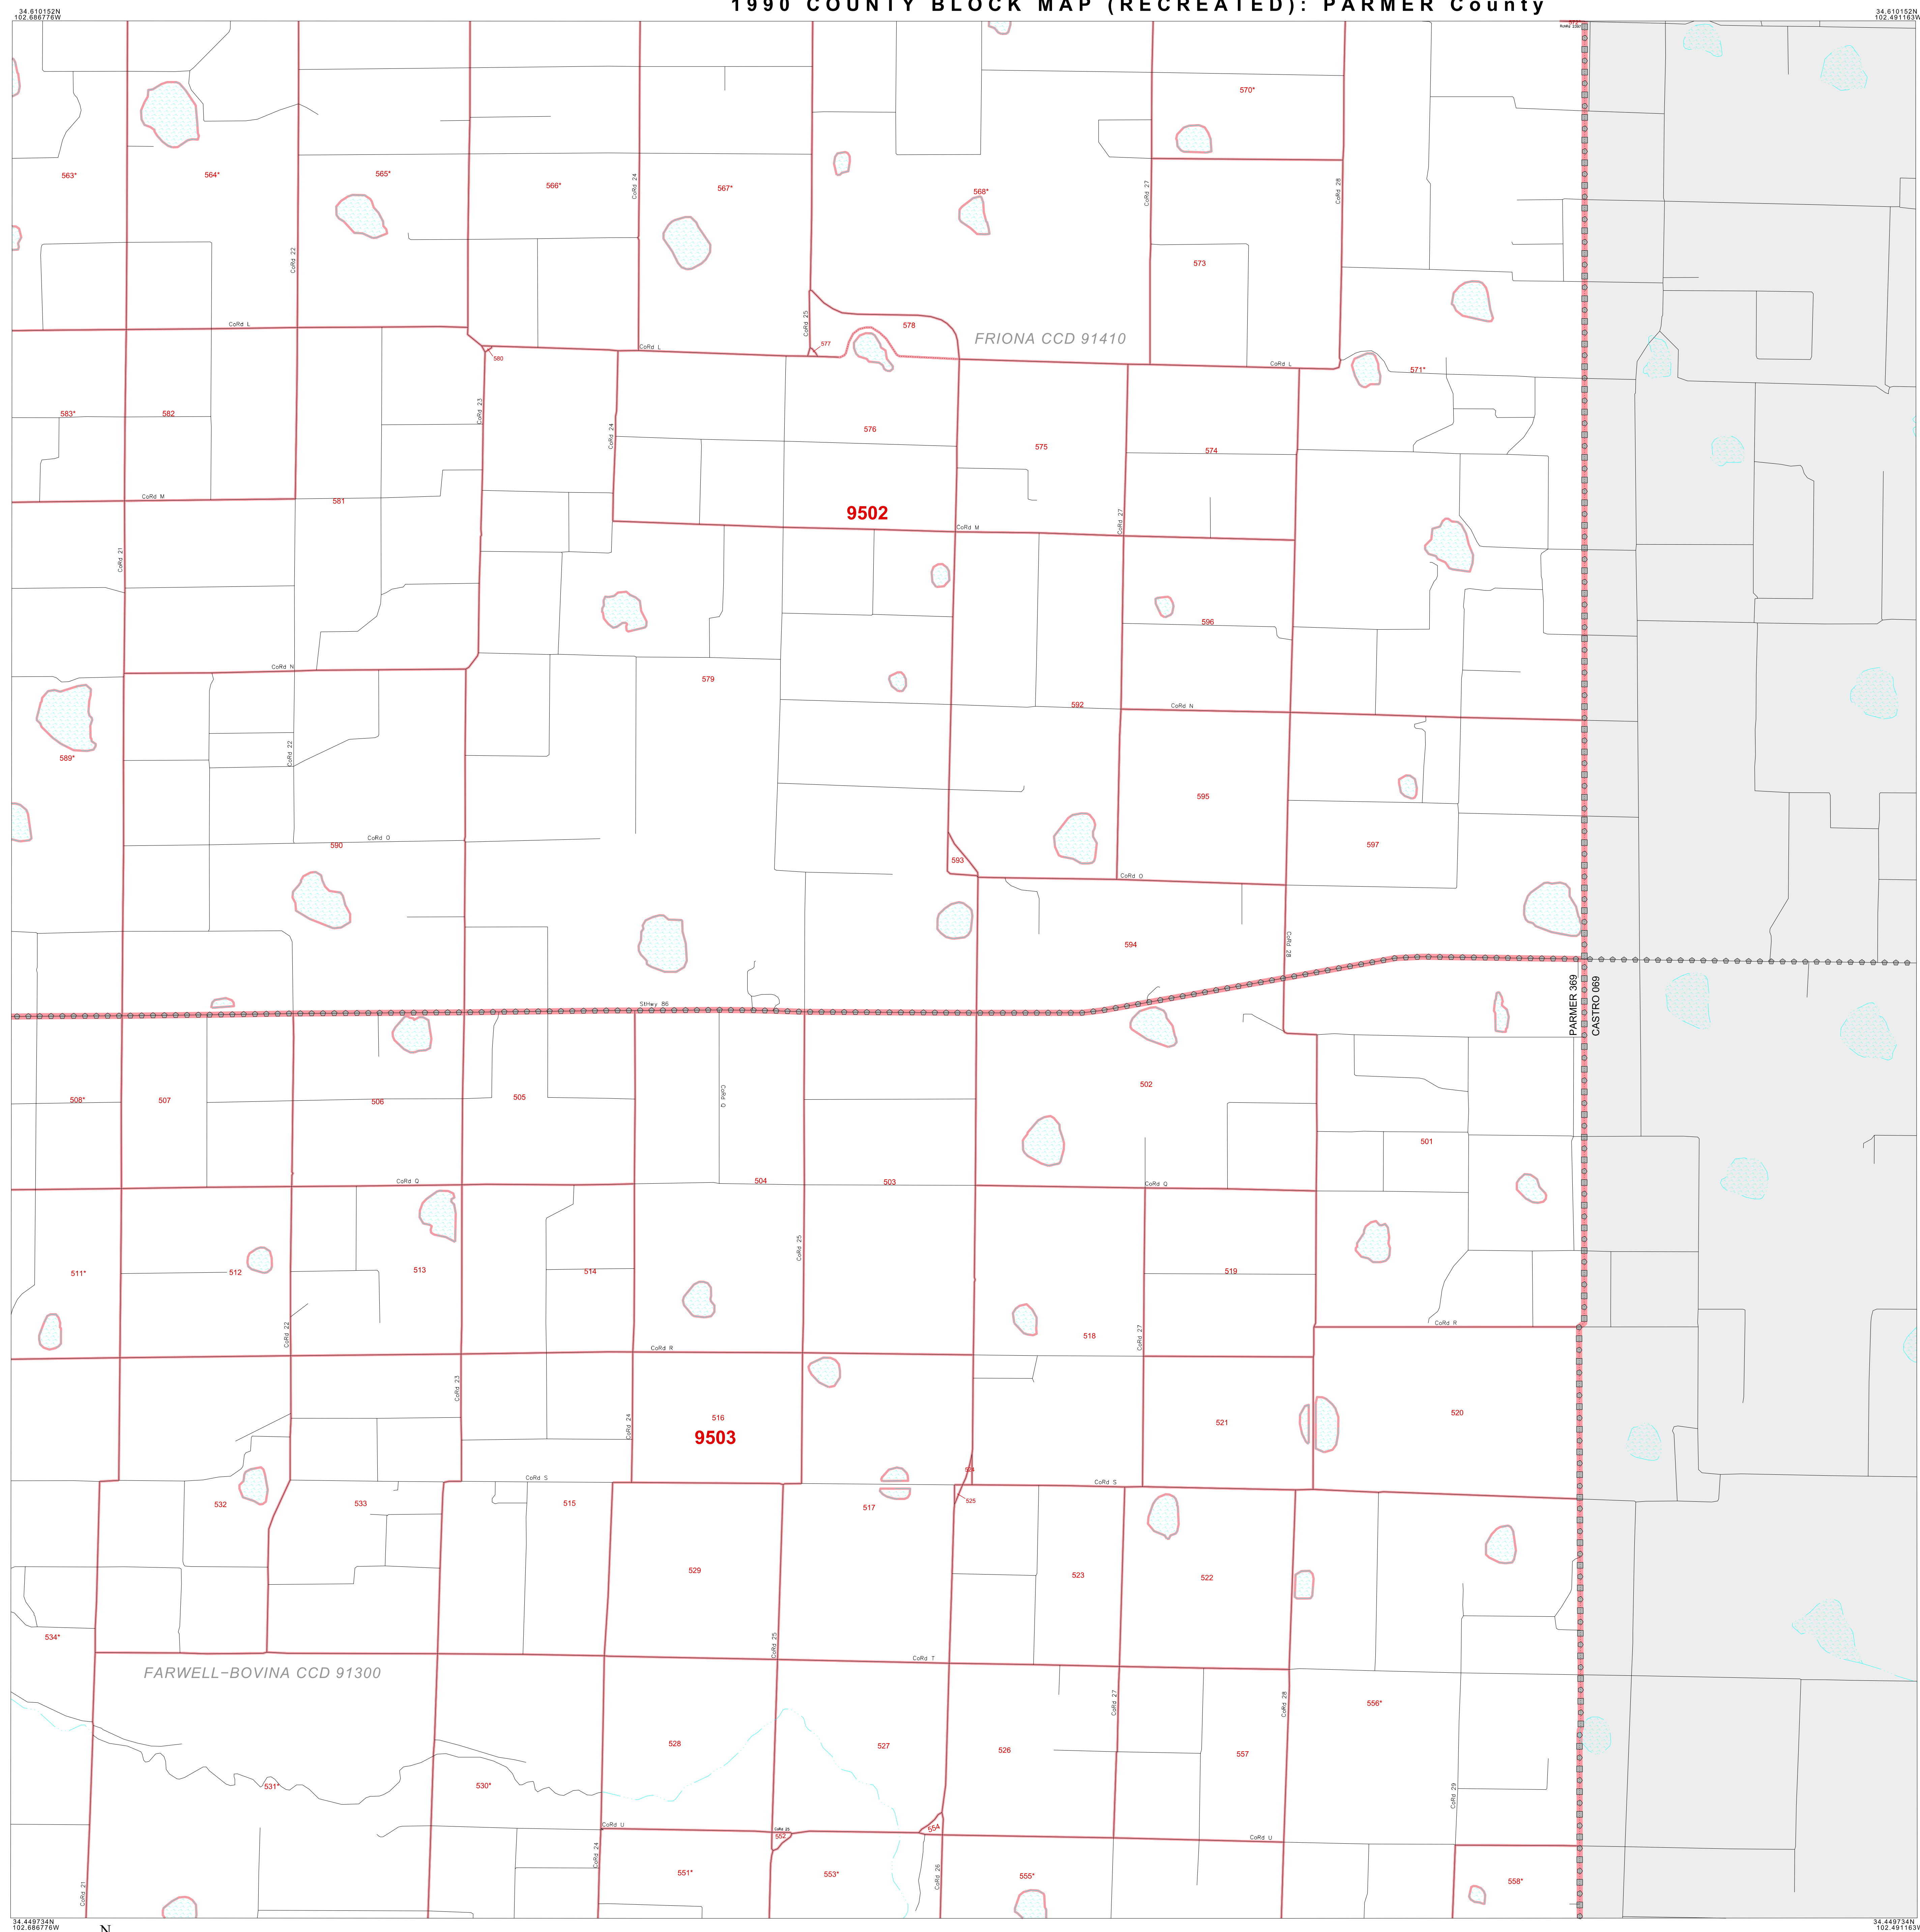 1990 COUNTY BLOCK MAP (RECREATED): PARMER County
34.610152N
102.686776W
34.610152N
102.491163W
570*
563*
564*
565*
566*
567*
568*
CoRd 24
CoRd 27
CoRd 28
CoRd 22
573
CoRd L
CoRd 25
578
577
FRIONA CCD 91410
CoRd L
580
CoRd L
571*
583*
582
CoRd 23
CoRd 24
576
575
574
CoRd M
581
9502
CoRd M
CoRd 27
CoRd 21
596
CoRd N
579
592
CoRd N
CoRd 22
589*
595
CoRd O
590
597
593
CoRd O
594
CoRd 28
StHwy 86
PARMER 369
CASTRO 069
508*
507
506
505
CoRd G
502
501
CoRd Q
504
503
CoRd Q
511*
512
513
514
CoRd 25
519
CoRd 22
518
CoRd 27
CoRd R
CoRd R
CoRd 23
CoRd 24
516
9503
521
520
524
CoRd S
CoRd S
532
533
515
517
525
529
523
522
534*
CoRd 25
CoRd T
FARWELL-BOVINA CCD 91300
CoRd 27
CoRd 28
556*
528
527
526
557
531*
530*
CoRd 29
CoRd U
552
554
CoRd U
CoRd 24
551*
553*
CoRd 26
555*
558*
CoRd 21
34.449734N
102.686776W
N
34.449734N
102.491163W